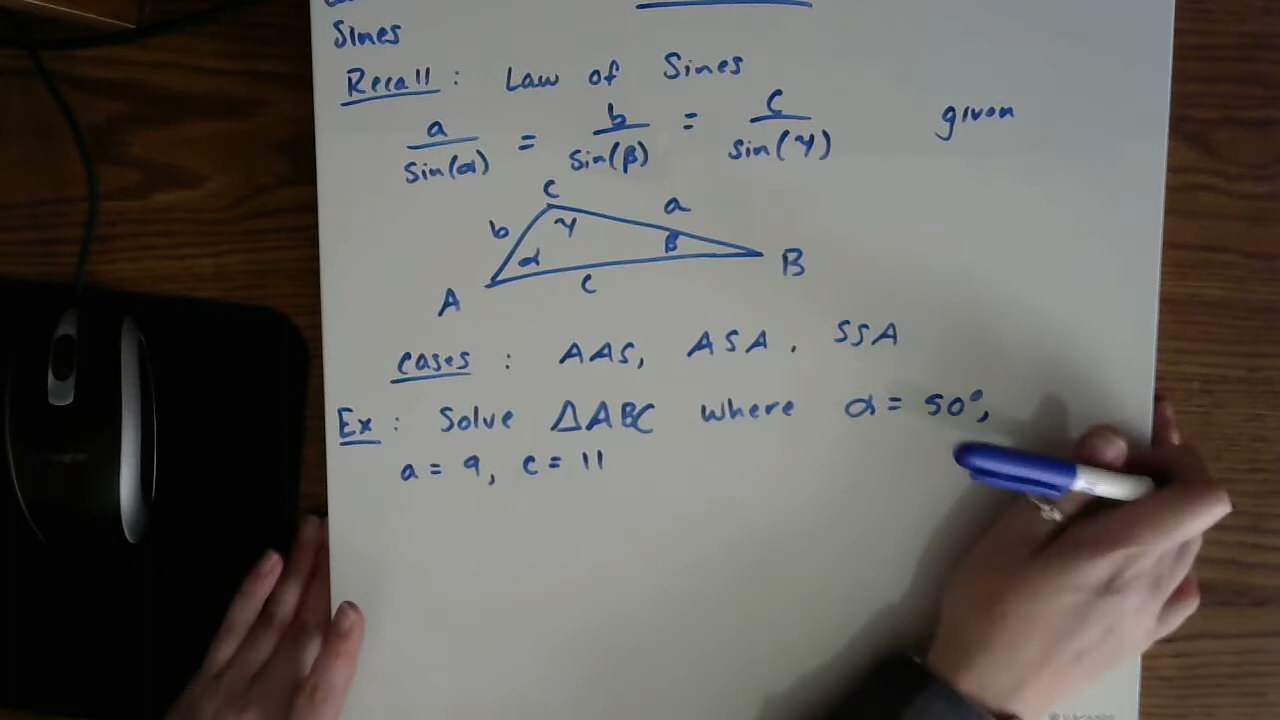 Sines
Recall: Law of Sines
a/sin(α) = b/sin(β) = c/sin(γ) given
C
b γ a
α β
A c B
cases: AAS, ASA, SSA
Ex: Solve △ABC where α = 50°,
a = 9, c = 11